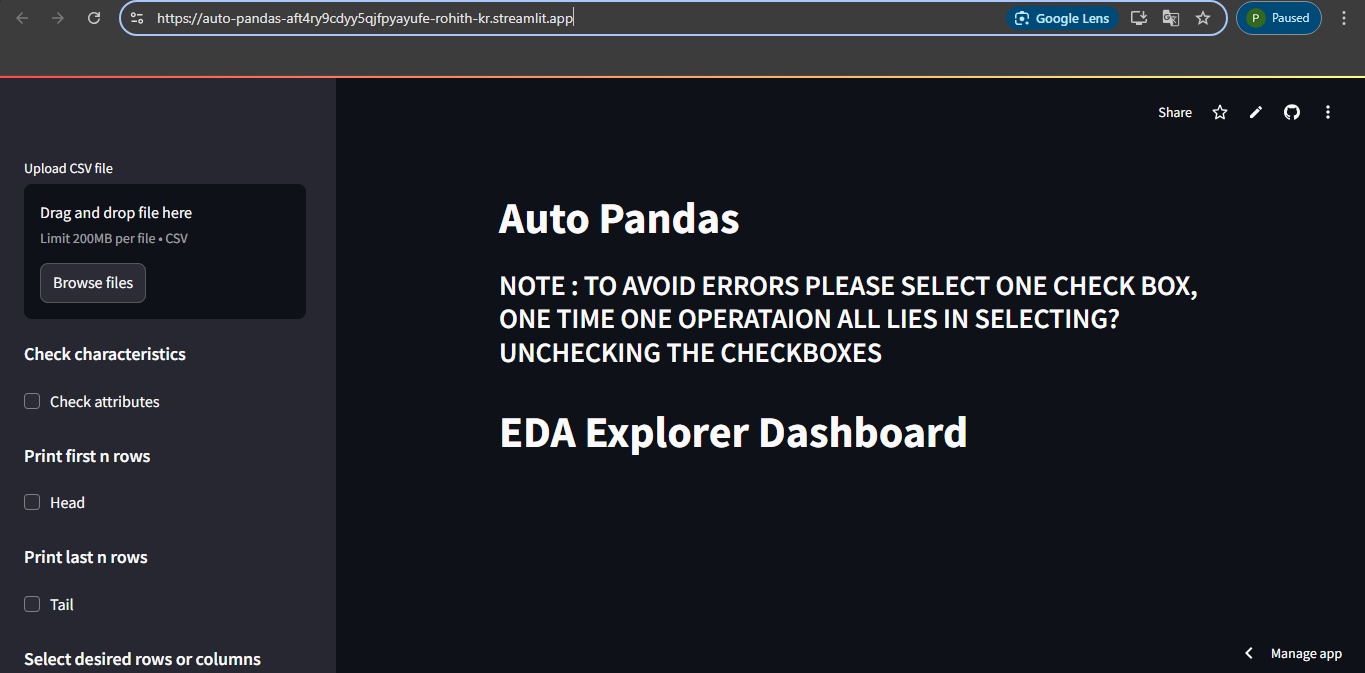 https://auto-pandas-aft4ry9cdyy5qjfpyayufe-rohith-kr.streamlit.app
Google Lens
P
Paused
Share
Upload CSV file
Drag and drop file here
Limit 200MB per file • CSV
Browse files
Check characteristics
Check attributes
Print first n rows
Head
Print last n rows
Tail
Select desired rows or columns
Auto Pandas
NOTE : TO AVOID ERRORS PLEASE SELECT ONE CHECK BOX,
ONE TIME ONE OPERATAION ALL LIES IN SELECTING?
UNCHECKING THE CHECKBOXES
EDA Explorer Dashboard
Manage app